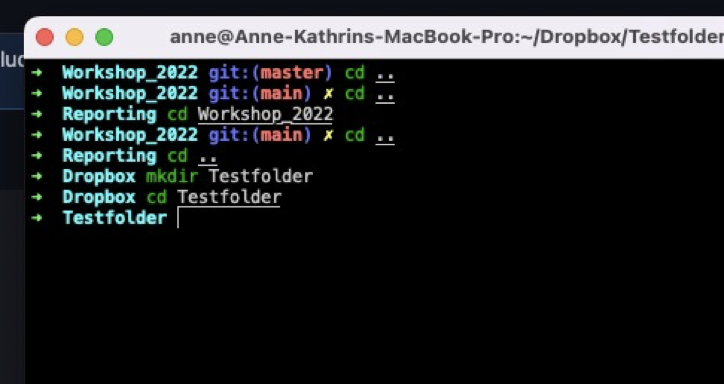 luc
anne@Anne-Kathrins-MacBook-Pro:~/Dropbox/Testfolder
➜ Workshop_2022 git:(master) cd ..
➜ Workshop_2022 git:(main) ✗ cd ..
➜ Reporting cd Workshop_2022
➜ Workshop_2022 git:(main) ✗ cd ..
➜ Reporting cd ..
➜ Dropbox mkdir Testfolder
➜ Dropbox cd Testfolder
➜ Testfolder